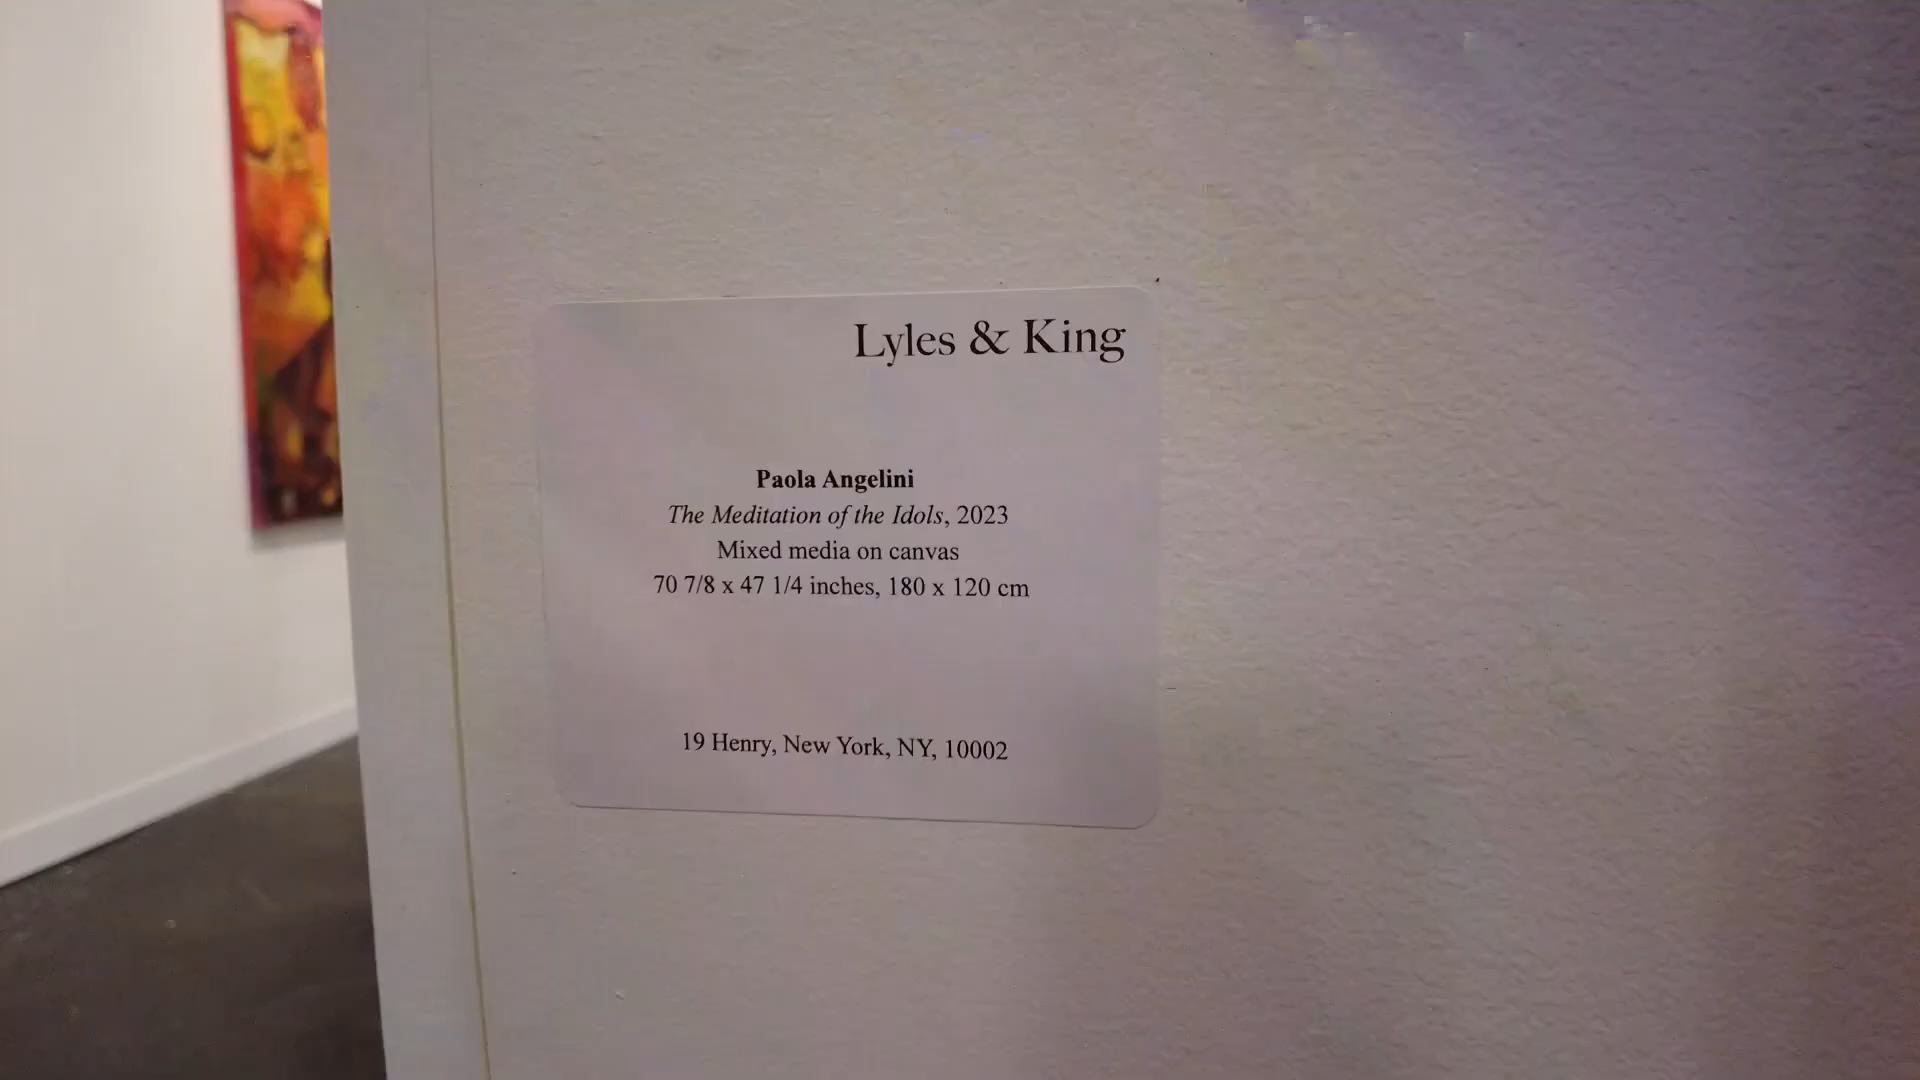 Lyles & King
Paola Angelini
The Meditation of the Idols, 2023
Mixed media on canvas
70 7/8 x 47 1/4 inches, 180 x 120 cm
19 Henry, New York, NY, 10002